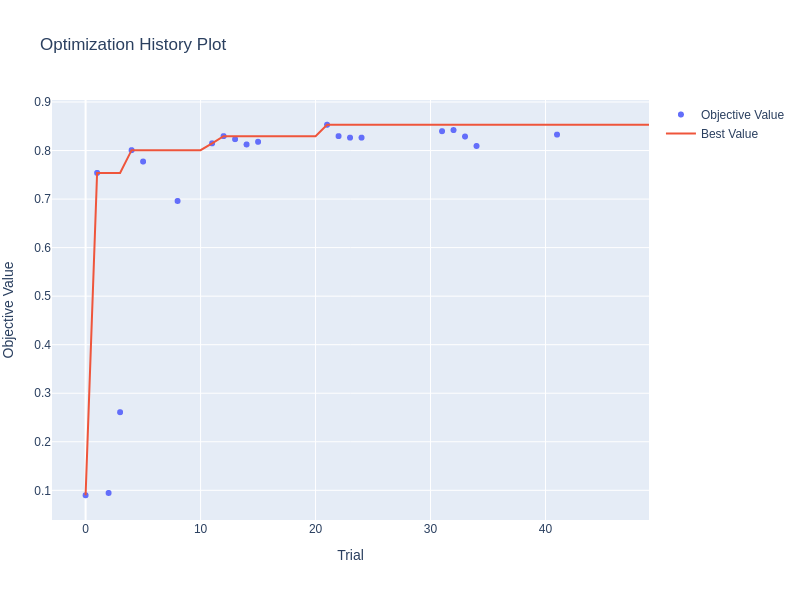 Optimization History Plot
Objective Value
Best Value
0.9
0.8
0.7
0.6
0.5
0.4
0.3
0.2
0.1
Objective Value
0 10 20 30 40
Trial